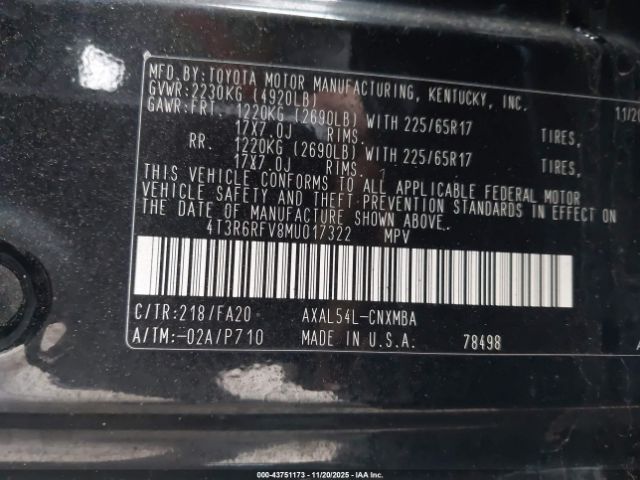 MFD. BY: TOYOTA MOTOR MANUFACTURING, KENTUCKY, INC.
GVWR: 2230KG (4920LB) 11/20
GAWR: FRT. 1220KG (2690LB) WITH 225/65R17 TIRES,
17X7.0J RIMS.
RR. 1220KG (2690LB) WITH 225/65R17 TIRES,
17X7.0J RIMS.
THIS VEHICLE CONFORMS TO ALL APPLICABLE FEDERAL MOTOR
VEHICLE SAFETY AND THEFT PREVENTION STANDARDS IN EFFECT ON
THE DATE OF MANUFACTURE SHOWN ABOVE.
4T3R6RFV8MU017322 MPV
C/TR: 218/FA20 AXAL54L-CNXMBA
A/TM: -02A/P710 MADE IN U.S.A. 78498
000-43751173 - 11/20/2025 - IAA Inc.